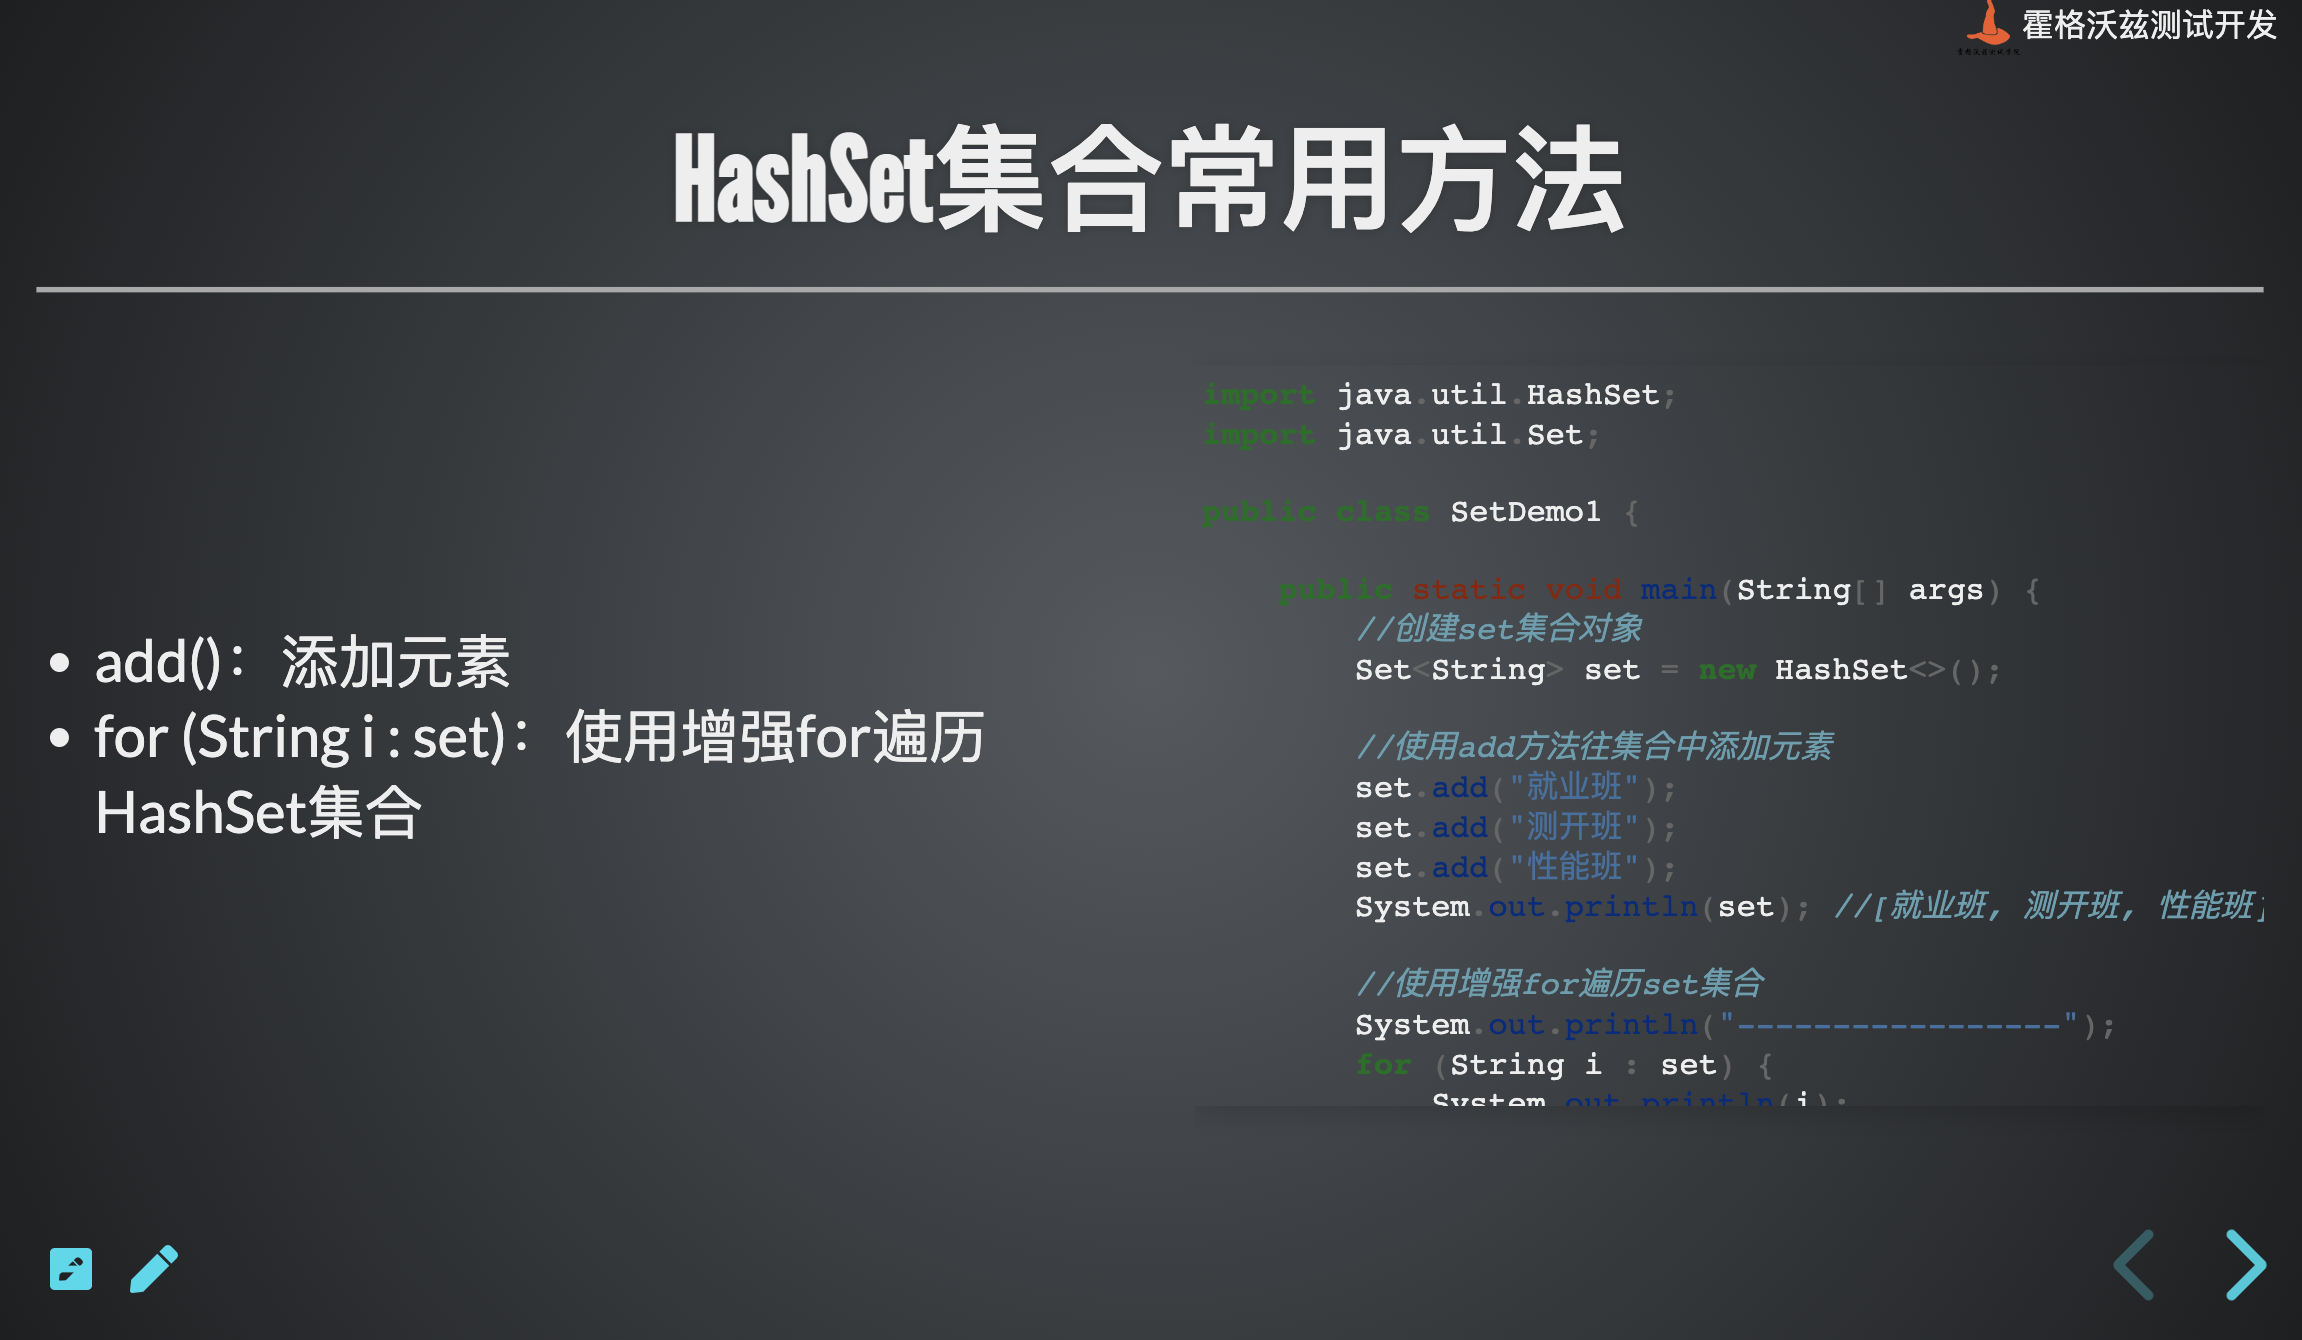 霍格沃兹测试开发
HashSet集合常用方法
• add()：添加元素
• for (String i : set)：使用增强for遍历
HashSet集合
import java.util.HashSet;
import java.util.Set;
public class SetDemo1 {
public static void main(String[] args) {
//创建set集合对象
Set<String> set = new HashSet<>();
//使用add方法往集合中添加元素
set.add("就业班");
set.add("测开班");
set.add("性能班");
System.out.println(set); //[就业班, 测开班, 性能班]
//使用增强for遍历set集合
System.out.println("-----------------");
for (String i : set) {
System.out.println(i);